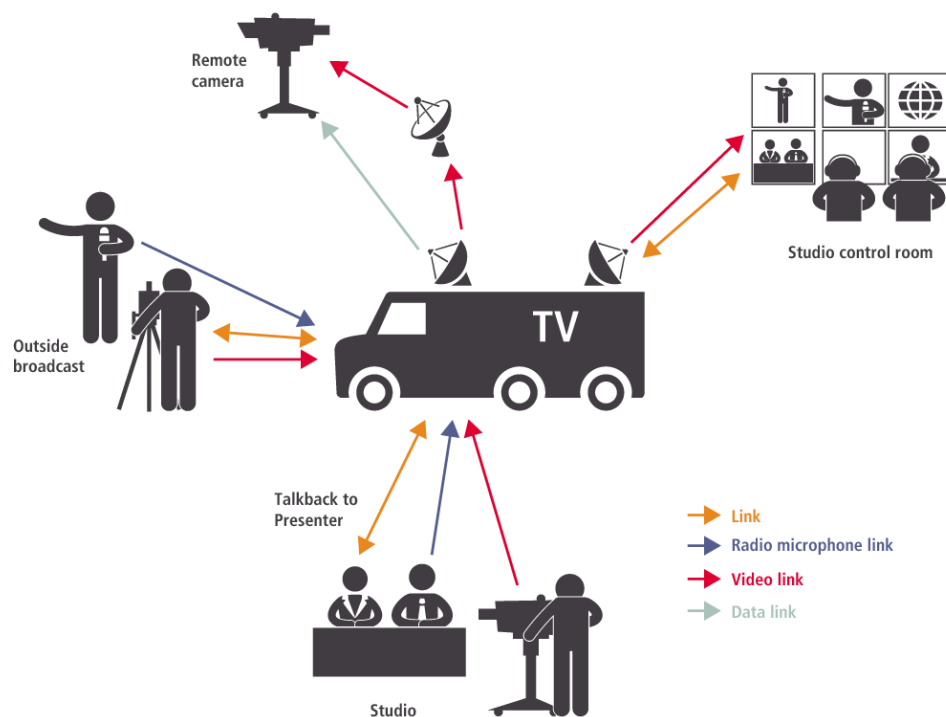 Remote
camera
Studio control room
TV
Outside
broadcast
Talkback to
Presenter
Link
Radio microphone link
Video link
Data link
Studio